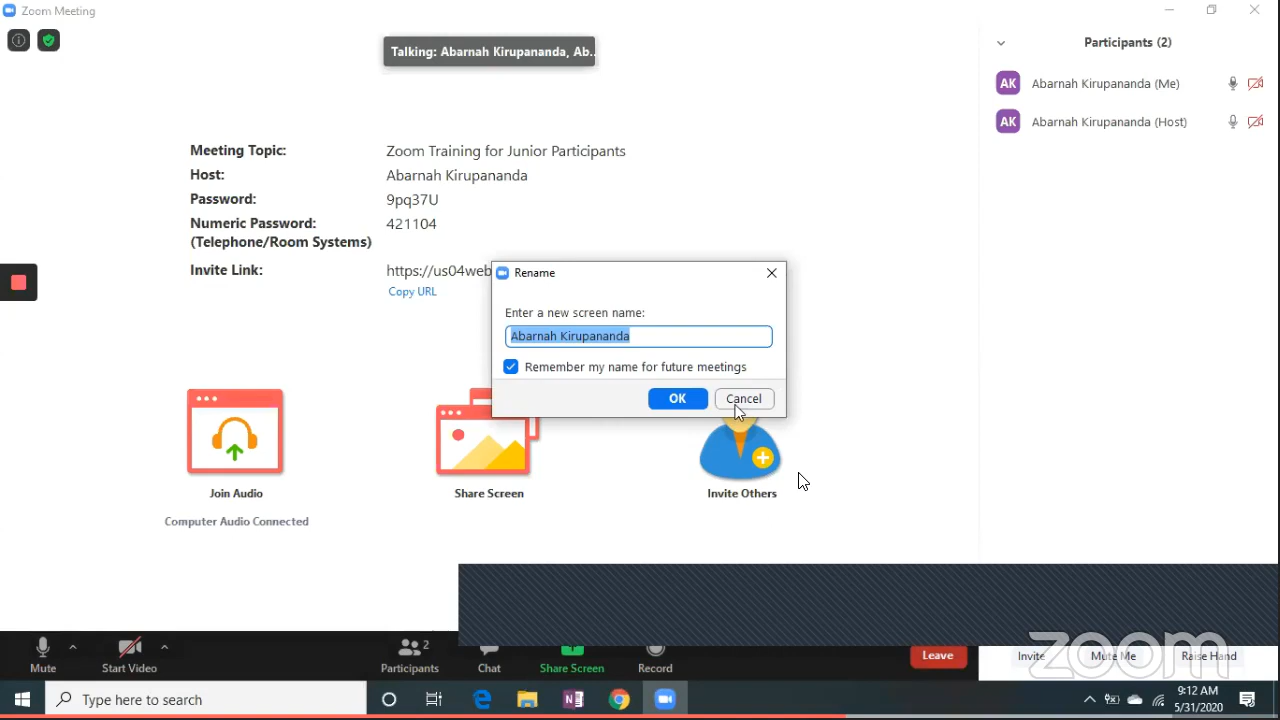 Zoom Meeting
Talking: Abarnah Kirupananda, Ab...
Participants (2)
AK Abarnah Kirupananda (Me)
AK Abarnah Kirupananda (Host)
Meeting Topic: Zoom Training for Junior Participants
Host: Abarnah Kirupananda
Password: 9pq37U
Numeric Password: 421104
(Telephone/Room Systems)
Invite Link: https://us04web
Copy URL
Rename
Enter a new screen name:
Abarnah Kirupananda
Remember my name for future meetings
OK Cancel
Join Audio Share Screen Invite Others
Computer Audio Connected
Mute Start Video Participants 2 Chat Share Screen Record Leave Invite Mute Me Raise Hand
zoom
Type here to search
9:12 AM
5/31/2020